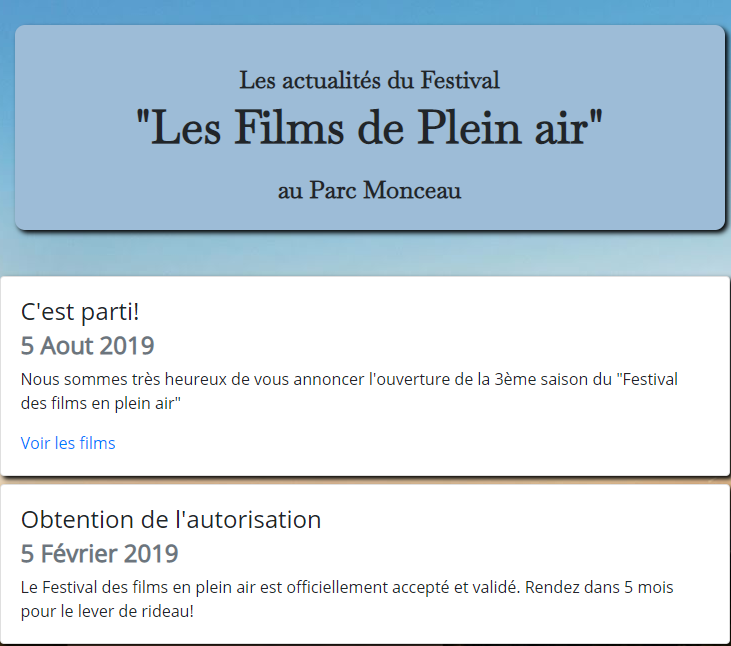 Les actualités du Festival
"Les Films de Plein air"
au Parc Monceau
C'est parti!
5 Aout 2019
Nous sommes très heureux de vous annoncer l'ouverture de la 3ème saison du "Festival
des films en plein air"
Voir les films
Obtention de l'autorisation
5 Février 2019
Le Festival des films en plein air est officiellement accepté et validé. Rendez dans 5 mois
pour le lever de rideau!